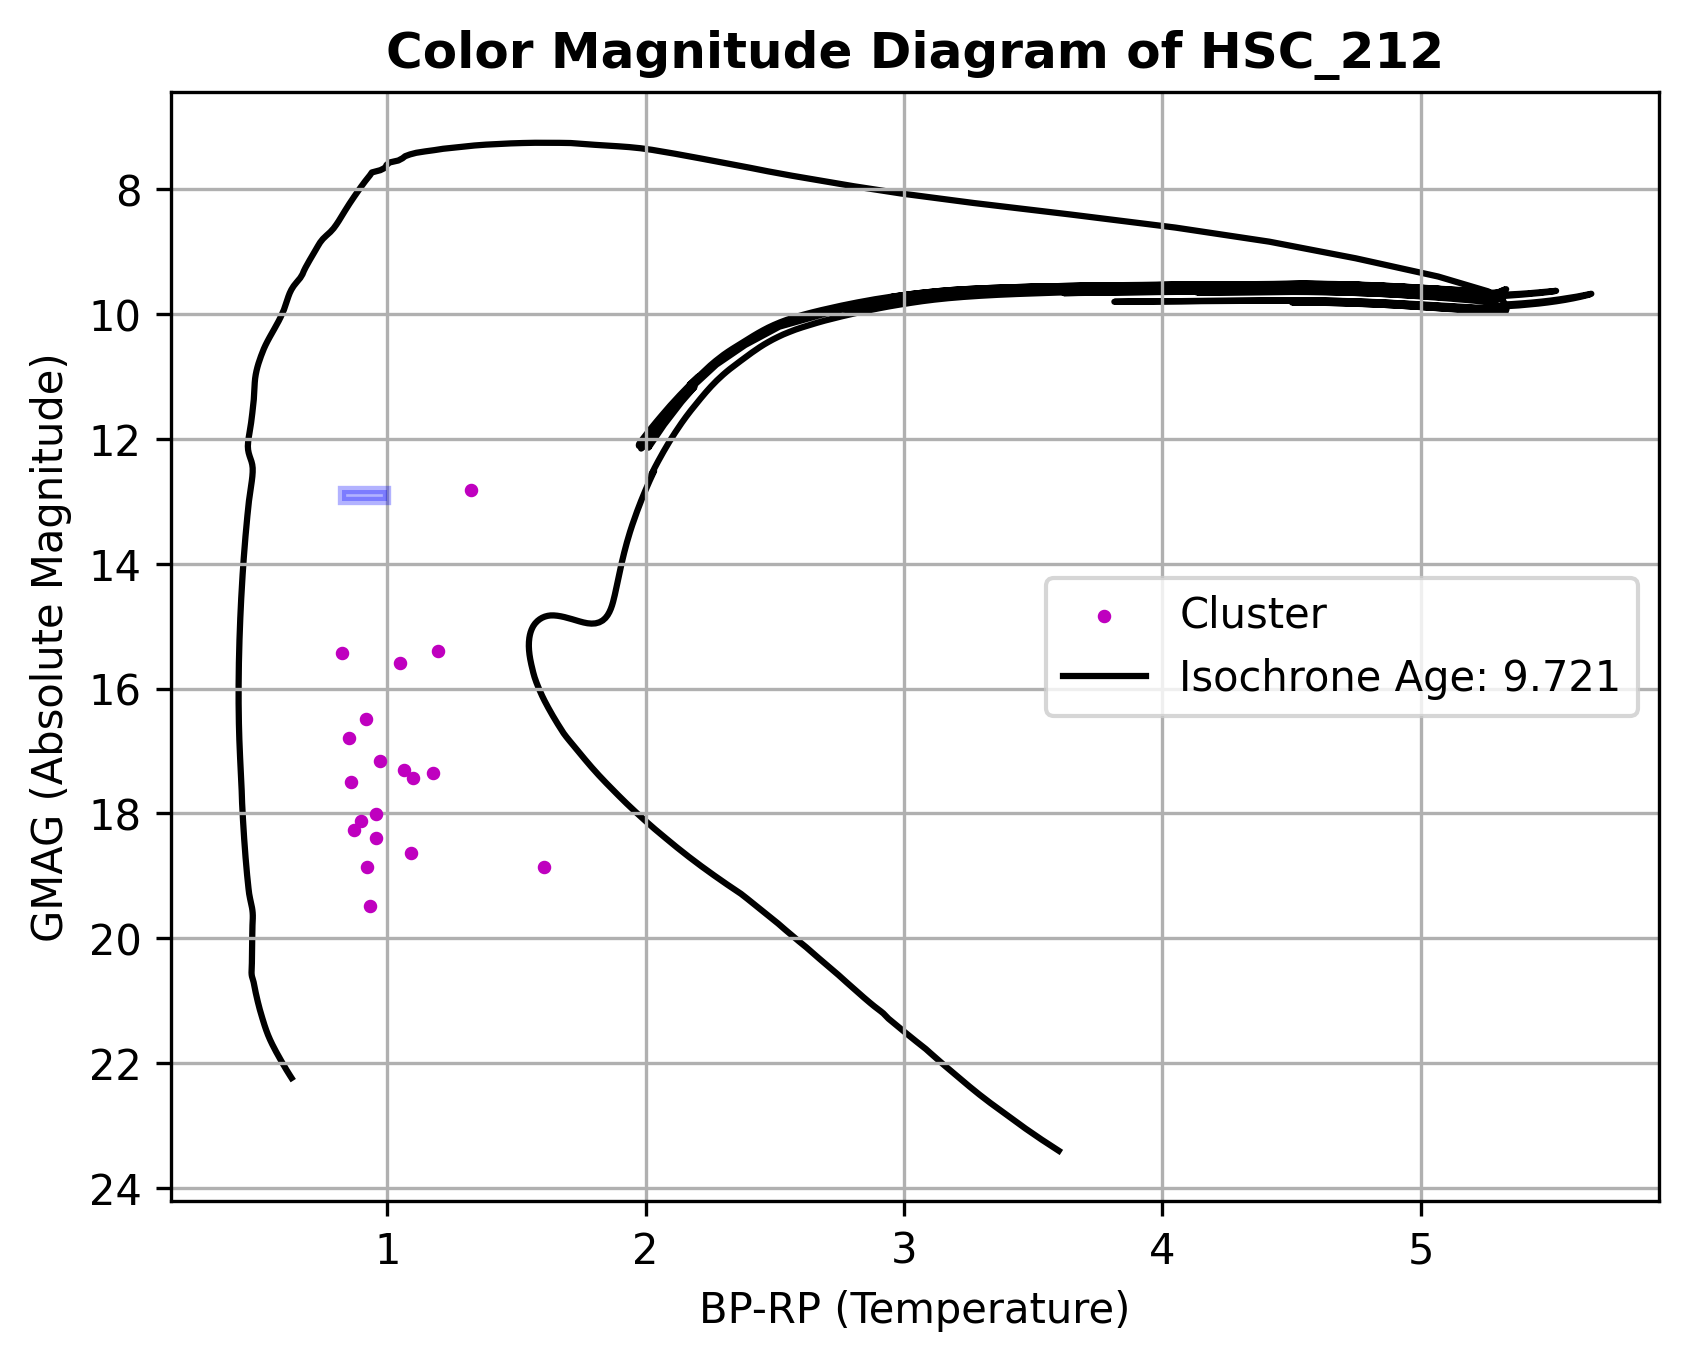 Color Magnitude Diagram of HSC_212
GMAG (Absolute Magnitude)
8
10
12
14
16
18
20
22
24
Cluster
Isochrone Age: 9.721
1 2 3 4 5
BP-RP (Temperature)